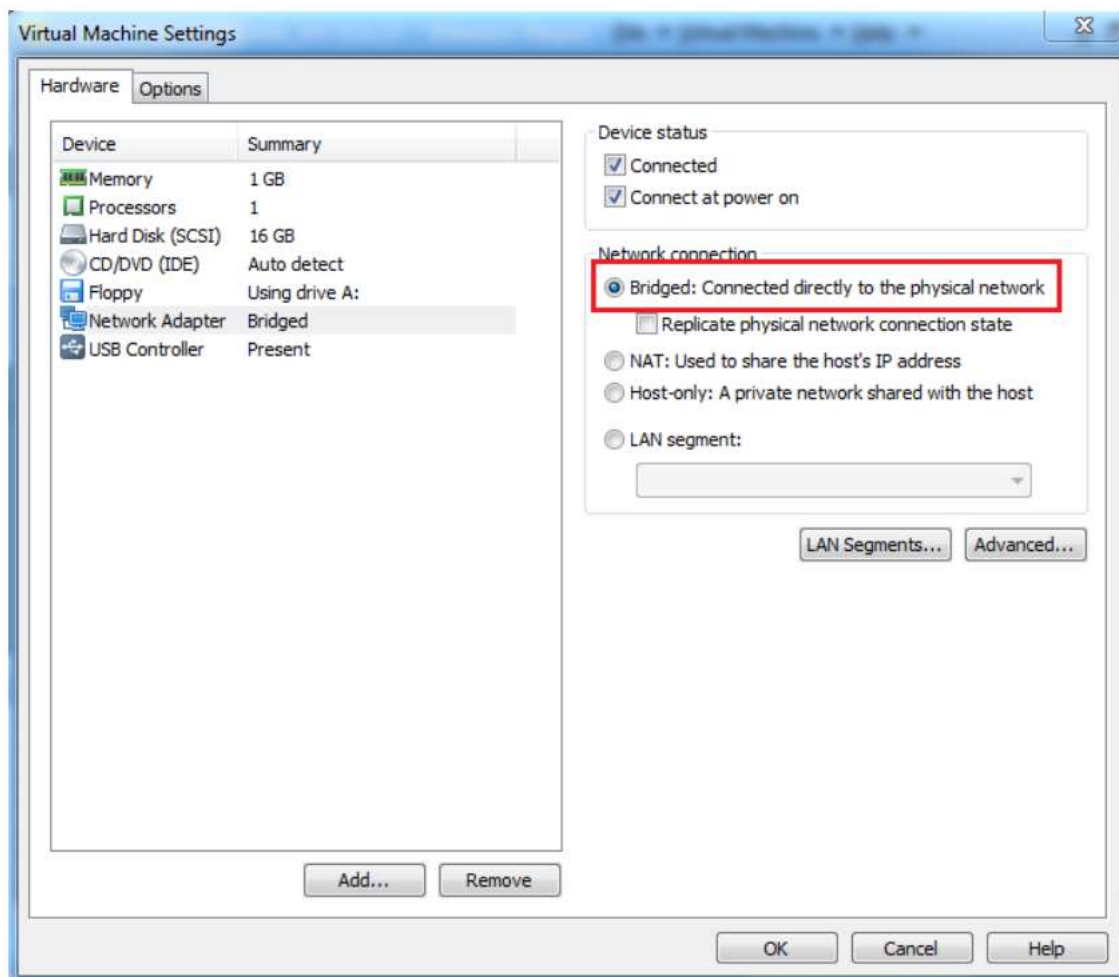 Virtual Machine Settings
Hardware
Options
Device Summary
Memory 1 GB
Processors 1
Hard Disk (SCSI) 16 GB
CD/DVD (IDE) Auto detect
Floppy Using drive A:
Network Adapter Bridged
USB Controller Present
Add...
Remove
Device status
Connected
Connect at power on
Network connection
Bridged: Connected directly to the physical network
Replicate physical network connection state
NAT: Used to share the host's IP address
Host-only: A private network shared with the host
LAN segment:
LAN Segments...
Advanced...
OK
Cancel
Help